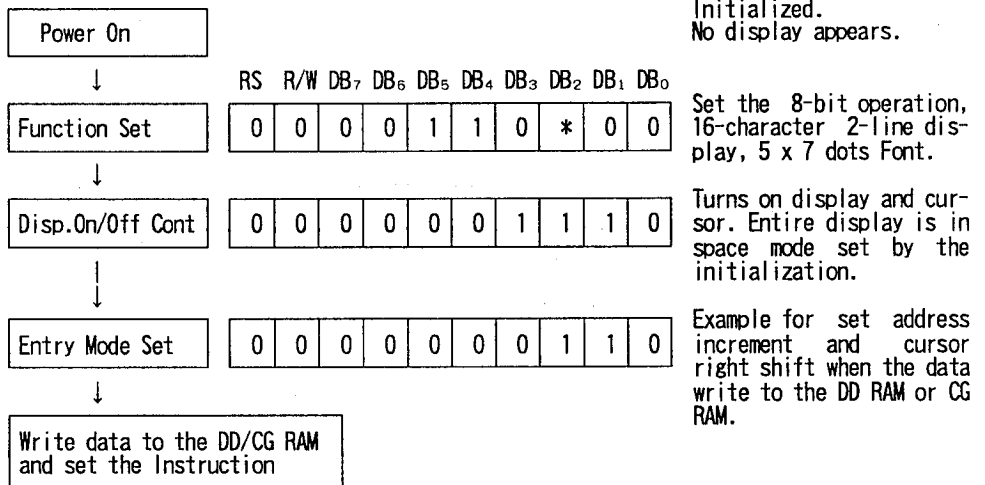 Initialized.
No display appears.
Power On
↓
RS R/W DB₇ DB₆ DB₅ DB₄ DB₃ DB₂ DB₁ DB₀
Function Set
0 0 0 0 1 1 0 * 0 0
Set the 8-bit operation,
16-character 2-line dis-
play, 5 x 7 dots Font.
↓
Disp.On/Off Cont
0 0 0 0 0 0 1 1 1 0
Turns on display and cur-
sor. Entire display is in
space mode set by the
initialization.
↓
Entry Mode Set
0 0 0 0 0 0 0 1 1 0
Example for set address
increment and cursor
right shift when the data
write to the DD RAM or CG
RAM.
↓
Write data to the DD/CG RAM
and set the Instruction